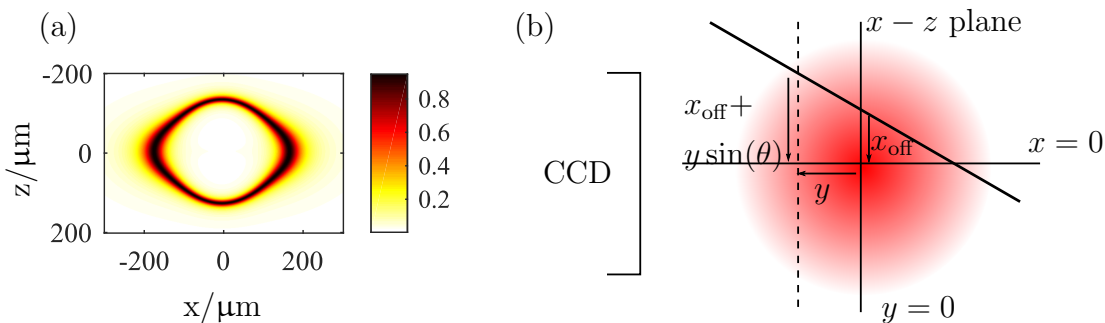 (a)
-200
0
200
z/µm
-200 0 200
x/µm
0.8
0.6
0.4
0.2
(b)
CCD
x − z plane
x_off+
y sin(θ)
x_off
x = 0
y
y = 0